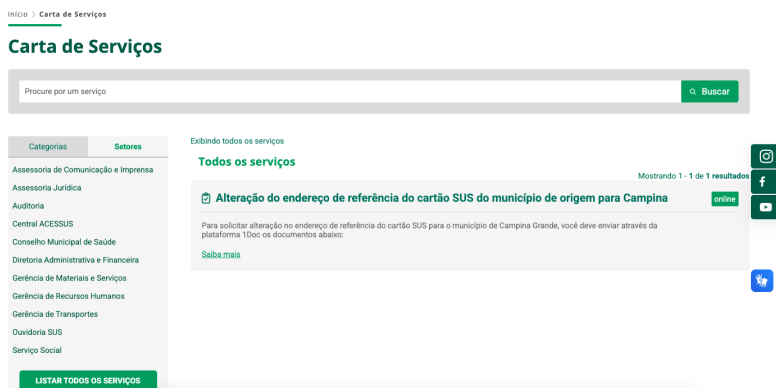 Início > Carta de Serviços
Carta de Serviços
Procure por um serviço
Buscar
Categorias
Setores
Assessoria de Comunicação e Imprensa
Assessoria Jurídica
Auditoria
Central ACESSUS
Conselho Municipal de Saúde
Diretoria Administrativa e Financeira
Gerência de Materiais e Serviços
Gerência de Recursos Humanos
Gerência de Transportes
Ouvidoria SUS
Serviço Social
LISTAR TODOS OS SERVIÇOS
Exibindo todos os serviços
Todos os serviços
Mostrando 1 - 1 de 1 resultados
Alteração do endereço de referência do cartão SUS do município de origem para Campina
online
Para solicitar alteração no endereço de referência do cartão SUS para o município de Campina Grande, você deve enviar através da
plataforma 1Doc os documentos abaixo:
Saiba mais